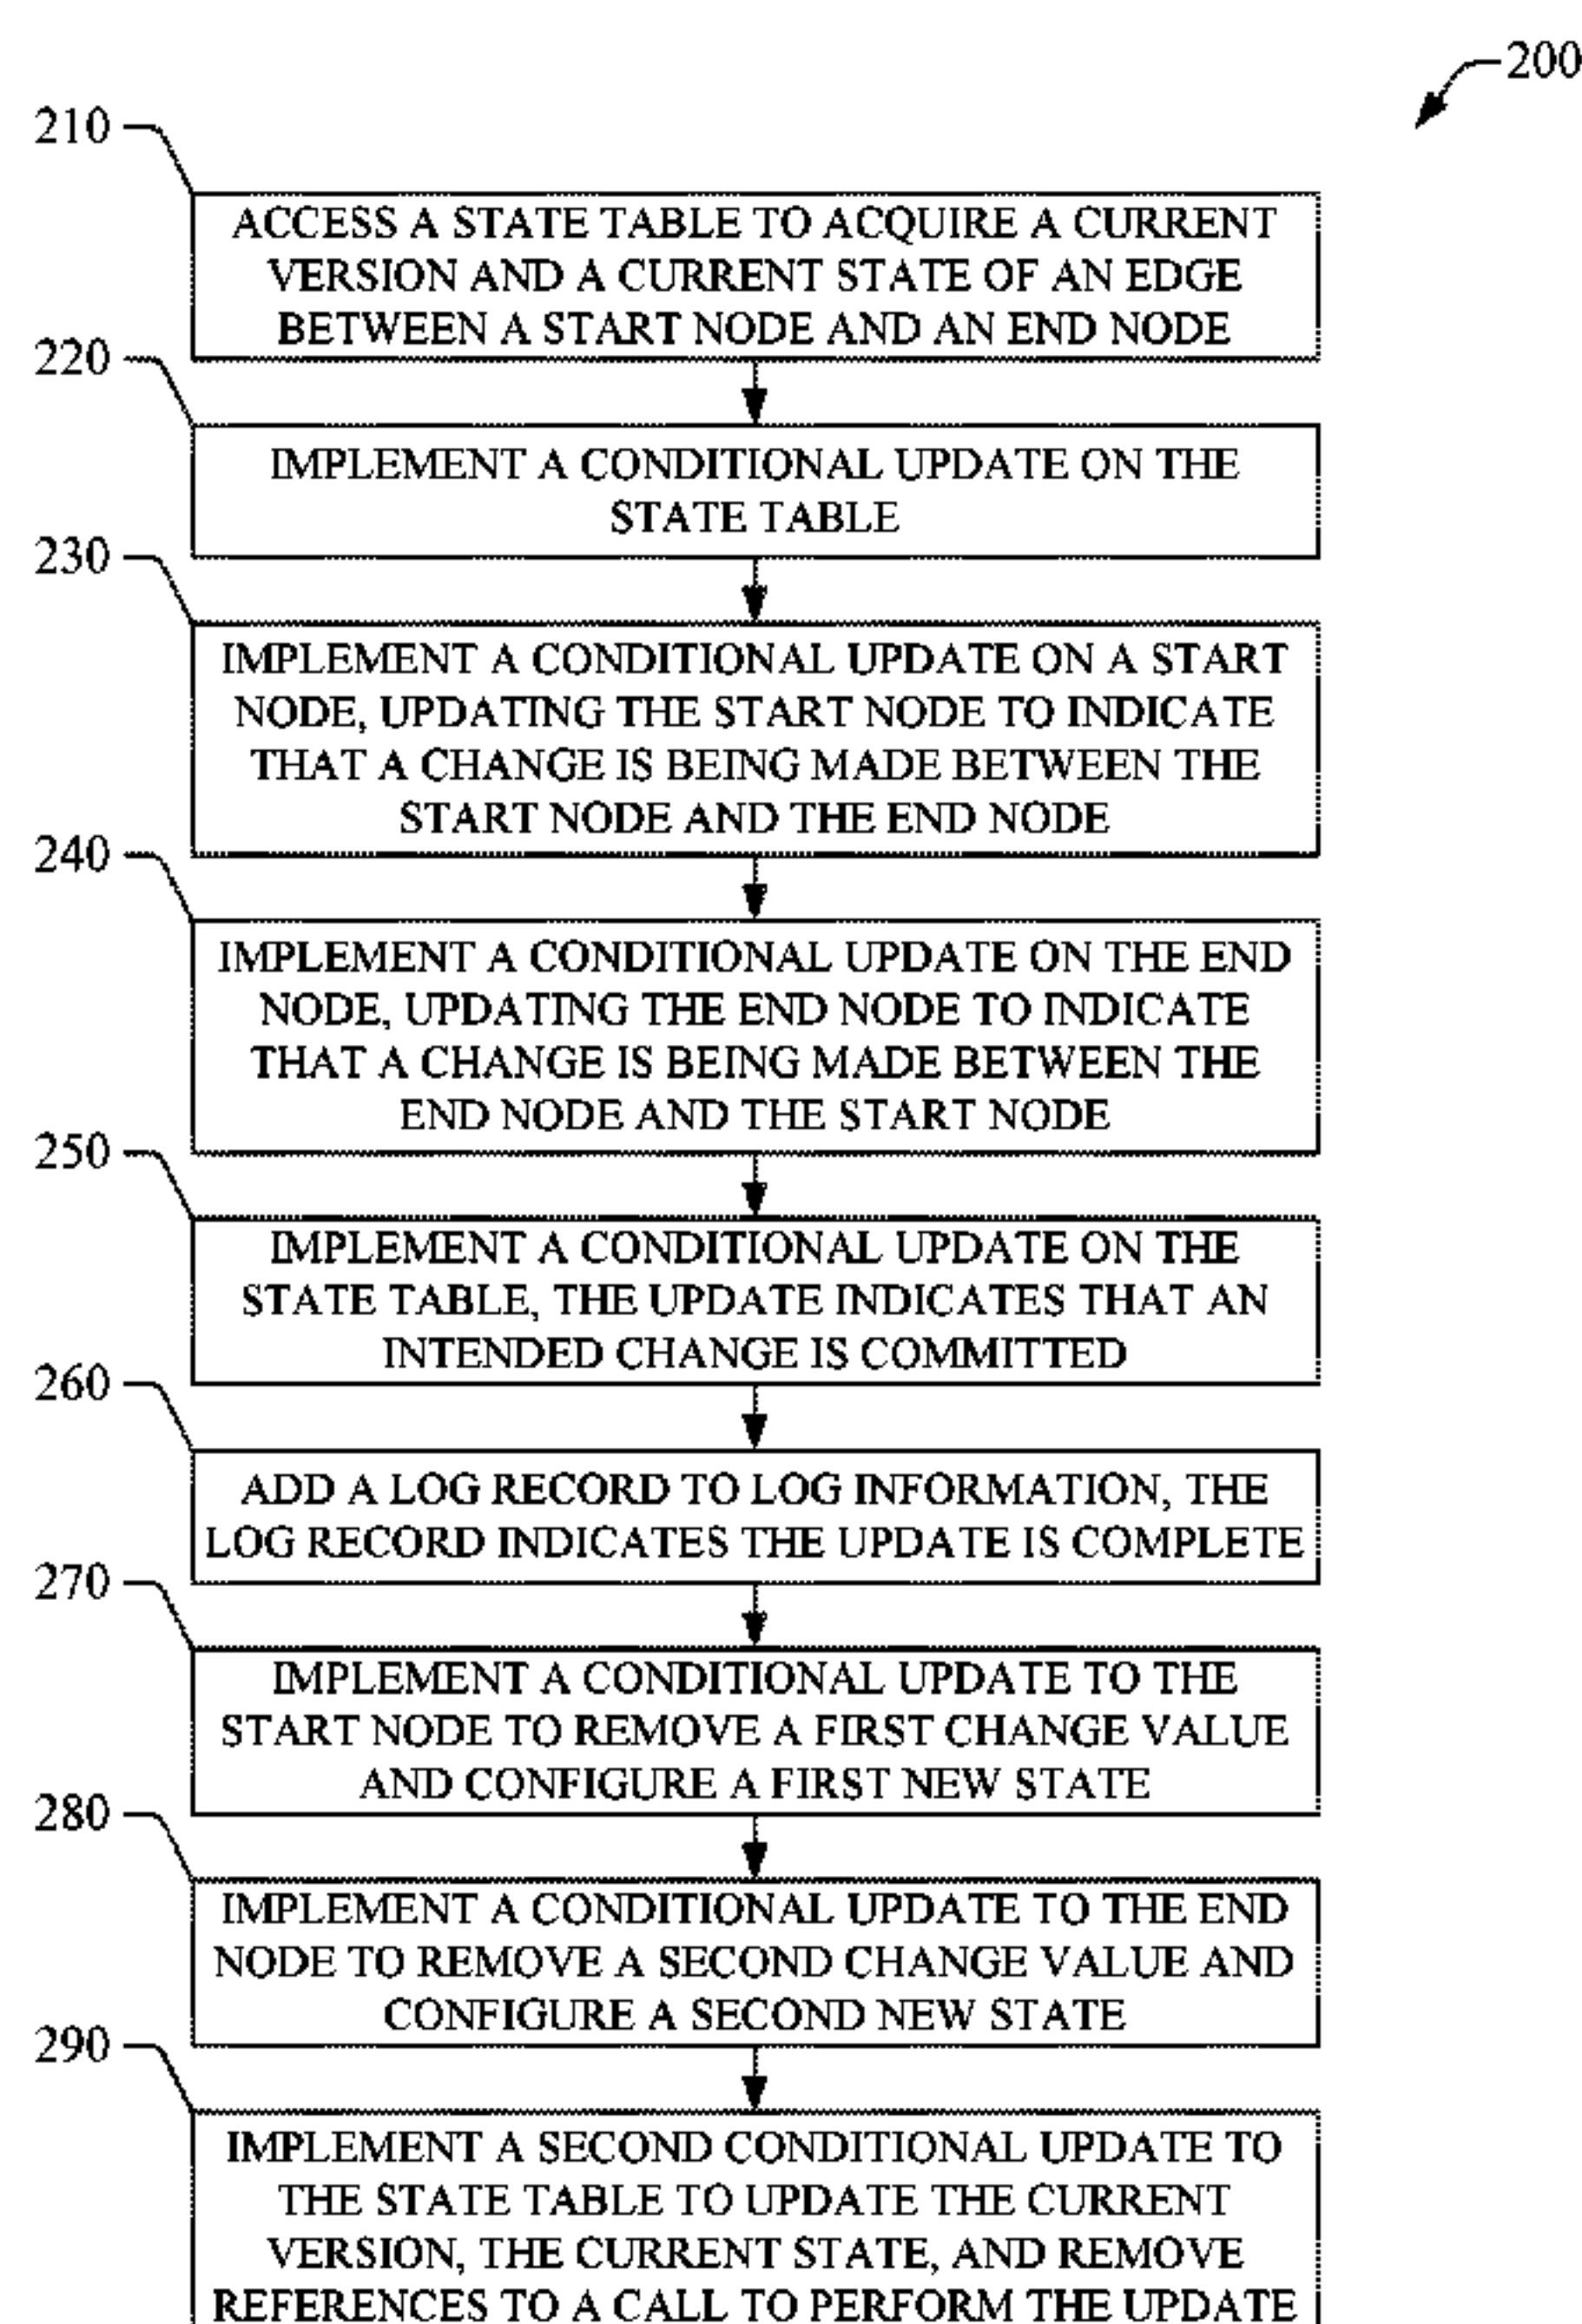 200
210
ACCESS A STATE TABLE TO ACQUIRE A CURRENT
VERSION AND A CURRENT STATE OF AN EDGE
BETWEEN A START NODE AND AN END NODE
220
IMPLEMENT A CONDITIONAL UPDATE ON THE
STATE TABLE
230
IMPLEMENT A CONDITIONAL UPDATE ON A START
NODE, UPDATING THE START NODE TO INDICATE
THAT A CHANGE IS BEING MADE BETWEEN THE
START NODE AND THE END NODE
240
IMPLEMENT A CONDITIONAL UPDATE ON THE END
NODE, UPDATING THE END NODE TO INDICATE
THAT A CHANGE IS BEING MADE BETWEEN THE
END NODE AND THE START NODE
250
IMPLEMENT A CONDITIONAL UPDATE ON THE
STATE TABLE, THE UPDATE INDICATES THAT AN
INTENDED CHANGE IS COMMITTED
260
ADD A LOG RECORD TO LOG INFORMATION, THE
LOG RECORD INDICATES THE UPDATE IS COMPLETE
270
IMPLEMENT A CONDITIONAL UPDATE TO THE
START NODE TO REMOVE A FIRST CHANGE VALUE
AND CONFIGURE A FIRST NEW STATE
280
IMPLEMENT A CONDITIONAL UPDATE TO THE END
NODE TO REMOVE A SECOND CHANGE VALUE AND
CONFIGURE A SECOND NEW STATE
290
IMPLEMENT A SECOND CONDITIONAL UPDATE TO
THE STATE TABLE TO UPDATE THE CURRENT
VERSION, THE CURRENT STATE, AND REMOVE
REFERENCES TO A CALL TO PERFORM THE UPDATE